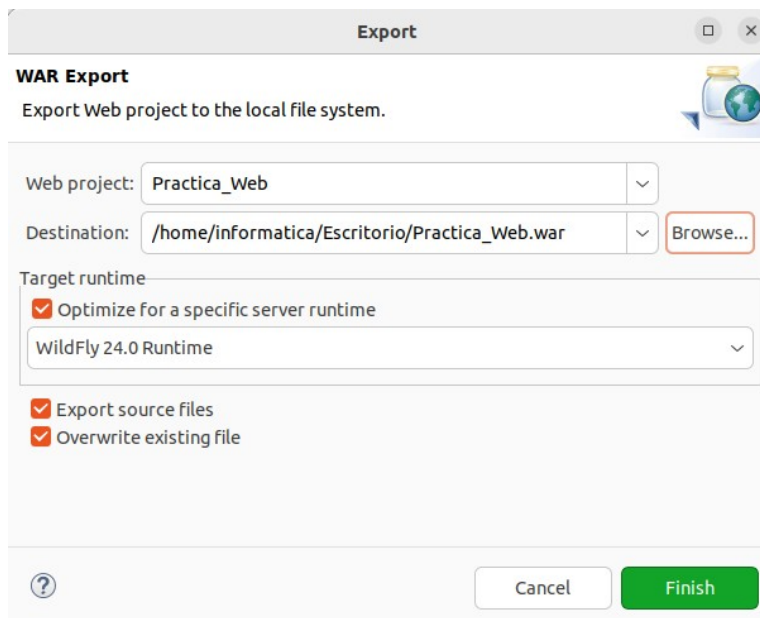 Export
WAR Export
Export Web project to the local file system.
Web project: Practica_Web
Destination: /home/informatica/Escritorio/Practica_Web.war Browse...
Target runtime
Optimize for a specific server runtime
WildFly 24.0 Runtime
Export source files
Overwrite existing file
? Cancel Finish